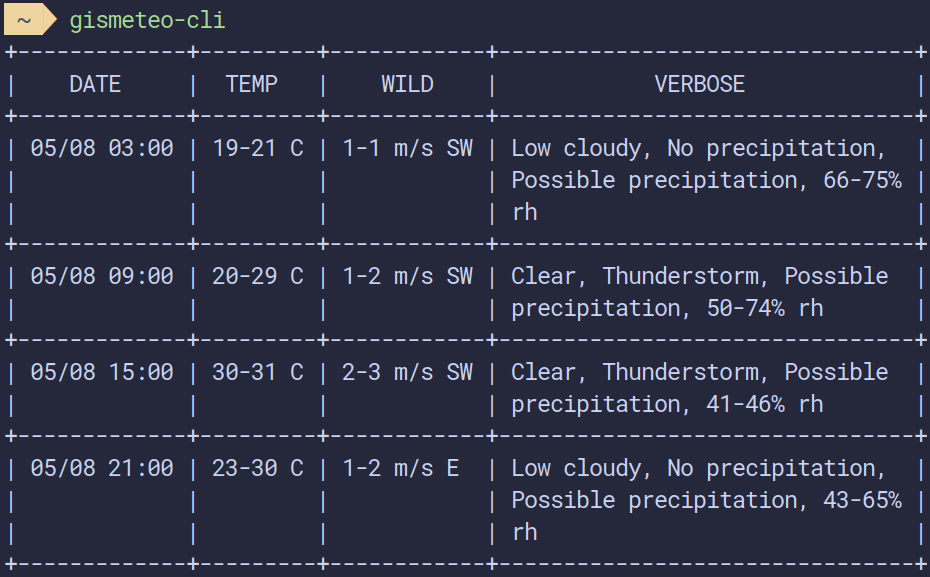 ~ gismeteo-cli
+-------------+---------+------------+--------------------------------+
|    DATE     |  TEMP   |    WILD    |            VERBOSE             |
+-------------+---------+------------+--------------------------------+
| 05/08 03:00 | 19-21 C | 1-1 m/s SW | Low cloudy, No precipitation,  |
|             |         |            | Possible precipitation, 66-75% |
|             |         |            | rh                             |
+-------------+---------+------------+--------------------------------+
| 05/08 09:00 | 20-29 C | 1-2 m/s SW | Clear, Thunderstorm, Possible  |
|             |         |            | precipitation, 50-74% rh       |
+-------------+---------+------------+--------------------------------+
| 05/08 15:00 | 30-31 C | 2-3 m/s SW | Clear, Thunderstorm, Possible  |
|             |         |            | precipitation, 41-46% rh       |
+-------------+---------+------------+--------------------------------+
| 05/08 21:00 | 23-30 C | 1-2 m/s E  | Low cloudy, No precipitation,  |
|             |         |            | Possible precipitation, 43-65% |
|             |         |            | rh                             |
+-------------+---------+------------+--------------------------------+